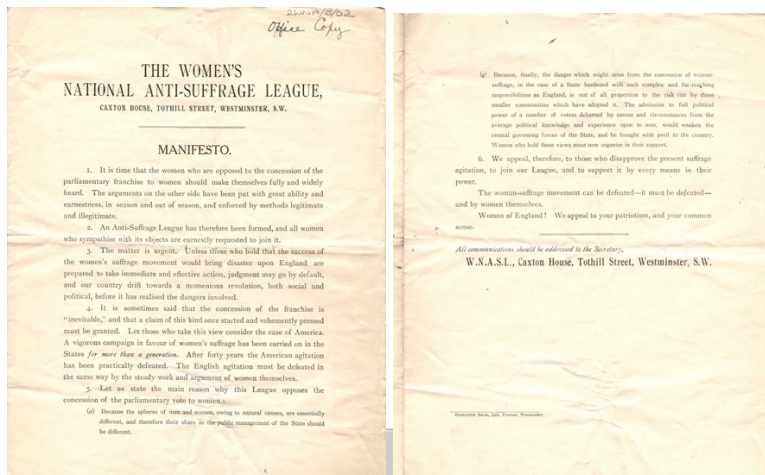 2WNA/B/02
Office Copy
THE WOMEN'S
NATIONAL ANTI-SUFFRAGE LEAGUE,
CAXTON HOUSE, TOTHILL STREET, WESTMINSTER, S.W.
MANIFESTO.
1. It is time that the women who are opposed to the concession of the
parliamentary franchise to women should make themselves fully and widely
heard. The arguments on the other side have been put with great ability and
earnestness, in season and out of season, and enforced by methods legitimate
and illegitimate.
2. An Anti-Suffrage League has therefore been formed, and all women
who sympathise with its objects are earnestly requested to join it.
3. The matter is urgent. Unless those who hold that the success of
the women's suffrage movement would bring disaster upon England are
prepared to take immediate and effective action, judgment may go by default,
and our country drift towards a momentous revolution, both social and
political, before it has realised the dangers involved.
4. It is sometimes said that the concession of the franchise is
"inevitable," and that a claim of this kind once started and vehemently pressed
must be granted. Let those who take this view consider the case of America.
A vigorous campaign in favour of women's suffrage has been carried on in the
States for more than a generation. After forty years the American agitation
has been practically defeated. The English agitation must be defeated in
the same way by the steady work and argument of women themselves.
5. Let us state the main reason why this League opposes the
concession of the parliamentary vote to women:
(a) Because the spheres of men and women, owing to natural causes, are essentially
different, and therefore their share in the public management of the State should
be different.
(g) Because, finally, the danger which might arise from the concession of woman-
suffrage, in the case of a State burdened with such complex and far-reaching
responsibilities as England, is out of all proportion to the risk run by those
smaller communities which have adopted it. The admission to full political
power of a number of voters debarred by nature and circumstances from the
average political knowledge and experience open to men, would weaken the
central governing forces of the State, and be fraught with peril to the country.
Women who hold these views must now organise in their support.
6. We appeal, therefore, to those who disapprove the present suffrage
agitation, to join our League, and to support it by every means in their
power.
The woman-suffrage movement can be defeated—it must be defeated—
and by women themselves.
Women of England! We appeal to your patriotism, and your common
sense.
All communications should be addressed to the Secretary,
W.N.A.S.L., Caxton House, Tothill Street, Westminster, S.W.
Westminster.